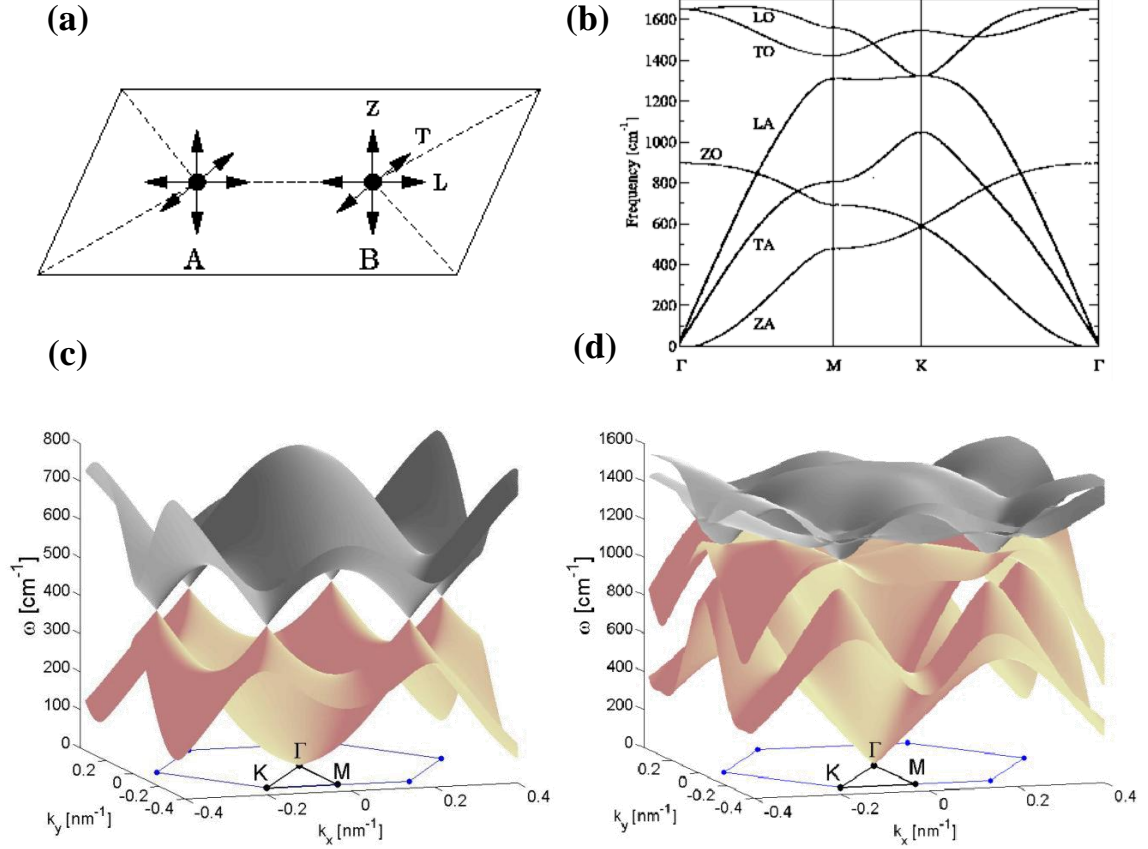 (a)
Z
T
L
A
B
(b)
1600
1400
1200
1000
800
600
400
200
0
Frequency [cm-1]
LO
TO
LA
ZO
TA
ZA
Γ
M
K
Γ
(c)
800
700
600
500
400
300
200
100
0
ω [cm-1]
0.2
0
-0.2
-0.4
ky [nm-1]
-0.4
-0.2
0
0.2
0.4
kx [nm-1]
Γ
K
M
(d)
1600
1400
1200
1000
800
600
400
200
0
ω [cm-1]
0.2
0
-0.2
-0.4
ky [nm-1]
-0.4
-0.2
0
0.2
0.4
kx [nm-1]
Γ
K
M